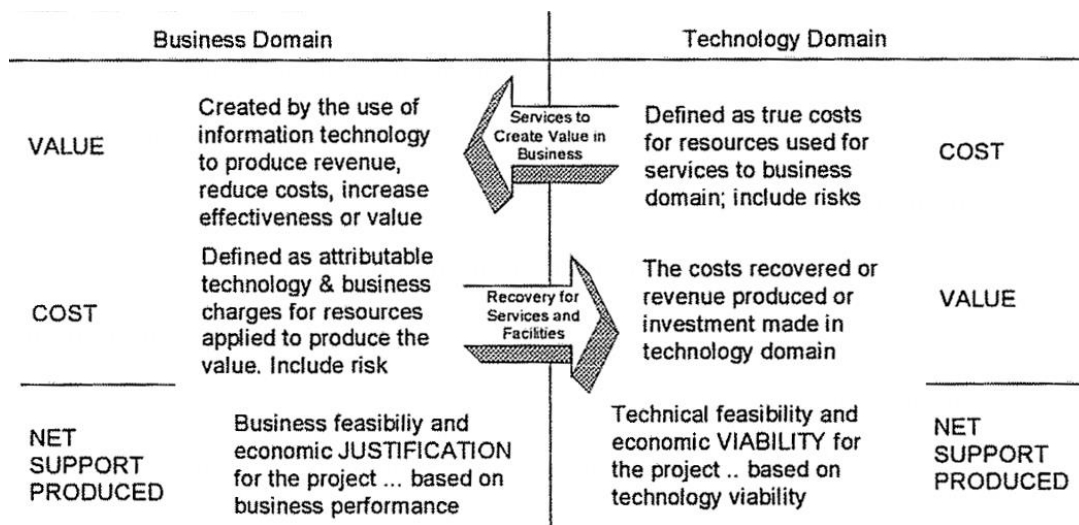 Business Domain
Technology Domain
VALUE
Created by the use of
information technology
to produce revenue,
reduce costs, increase
effectiveness or value
Services to
Create Value in
Business
Defined as true costs
for resources used for
services to business
domain; include risks
COST
COST
Defined as attributable
technology & business
charges for resources
applied to produce the
value. Include risk
Recovery for
Services and
Facilities
The costs recovered or
revenue produced or
investment made in
technology domain
VALUE
NET
SUPPORT
PRODUCED
Business feasibiliy and
economic JUSTIFICATION
for the project ... based on
business performance
Technical feasibility and
economic VIABILITY for
the project .. based on
technology viability
NET
SUPPORT
PRODUCED